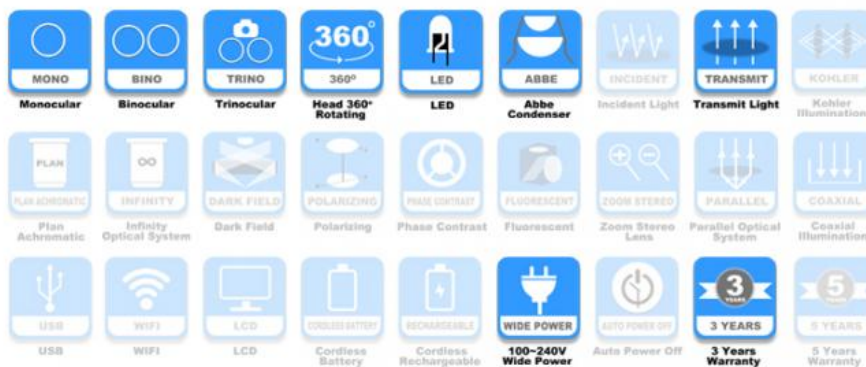 MONO BINO TRINO 360° 360° LED ABBE INCIDENT TRANSMIT KOHLER
Monocular Binocular Trinocular Head 360° Rotating LED Abbe Condenser Incident Light Transmit Light Kohler Illumination
PLAN PLAN ACHROMATIC INFINITY DARK FIELD POLARIZING PHASE CONTRAST FLUORESCENT ZOOM STEREO PARALLEL COAXIAL
Plan Achromatic Infinity Optical System Dark Field Polarizing Phase Contrast Fluorescent Zoom Stereo Lens Parallel Optical System Coaxial Illumination
USB WIFI LCD CORDLESS BATTERY RECHARGEABLE WIDE POWER AUTO POWER OFF 3 YEARS 3 YEARS 5 YEARS 5 YEARS
USB WIFI LCD Cordless Battery Cordless Rechargeable 100~240V Wide Power Auto Power Off 3 Years Warranty 5 Years Warranty